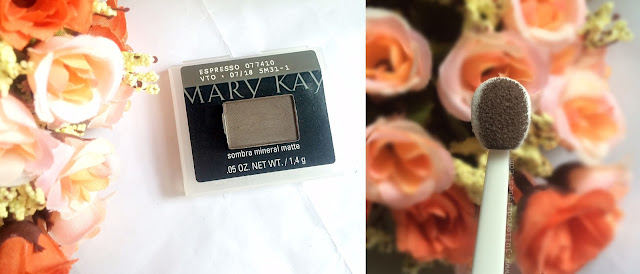 ESPRESSO 077410
VTO • 07/18 SM31-1
MARY KAY
sombra mineral matte
.05 OZ. NET WT. / 1,4 g